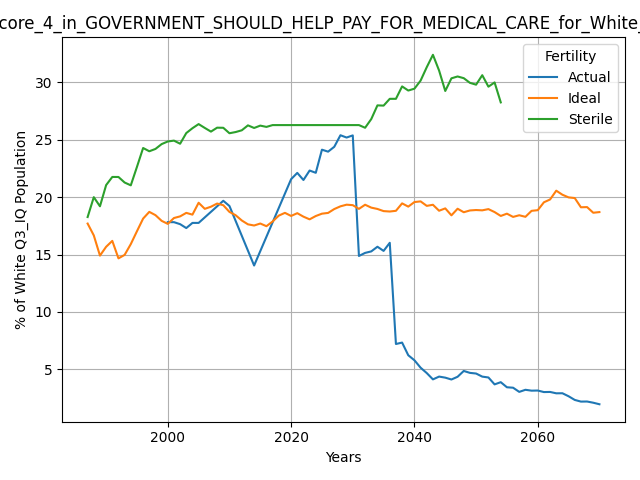 core_4_in_GOVERNMENT_SHOULD_HELP_PAY_FOR_MEDICAL_CARE_for_White_
Fertility
Actual
Ideal
Sterile
% of White Q3_IQ Population
30
25
20
15
10
5
2000
2020
2040
2060
Years